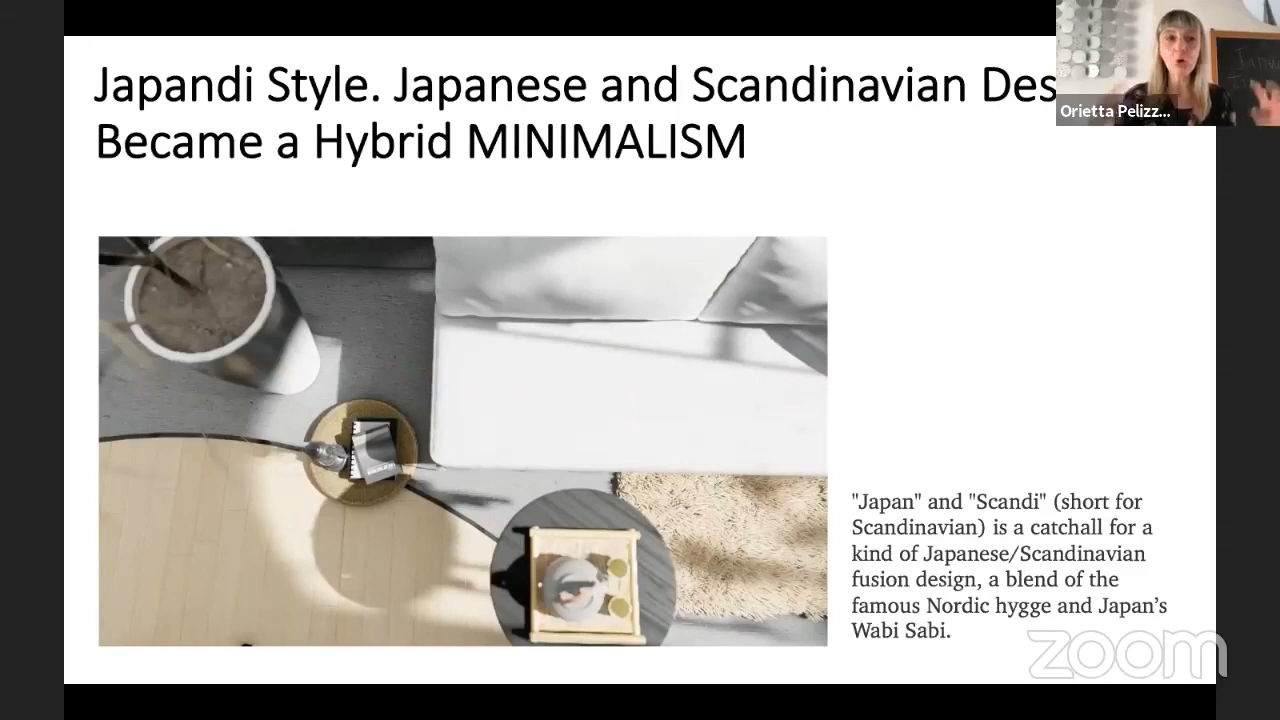 Japandi Style. Japanese and Scandinavian Des
Became a Hybrid MINIMALISM
Orietta Pelizz...
"Japan" and "Scandi" (short for
Scandinavian) is a catchall for a
kind of Japanese/Scandinavian
fusion design, a blend of the
famous Nordic hygge and Japan's
Wabi Sabi.
zoom